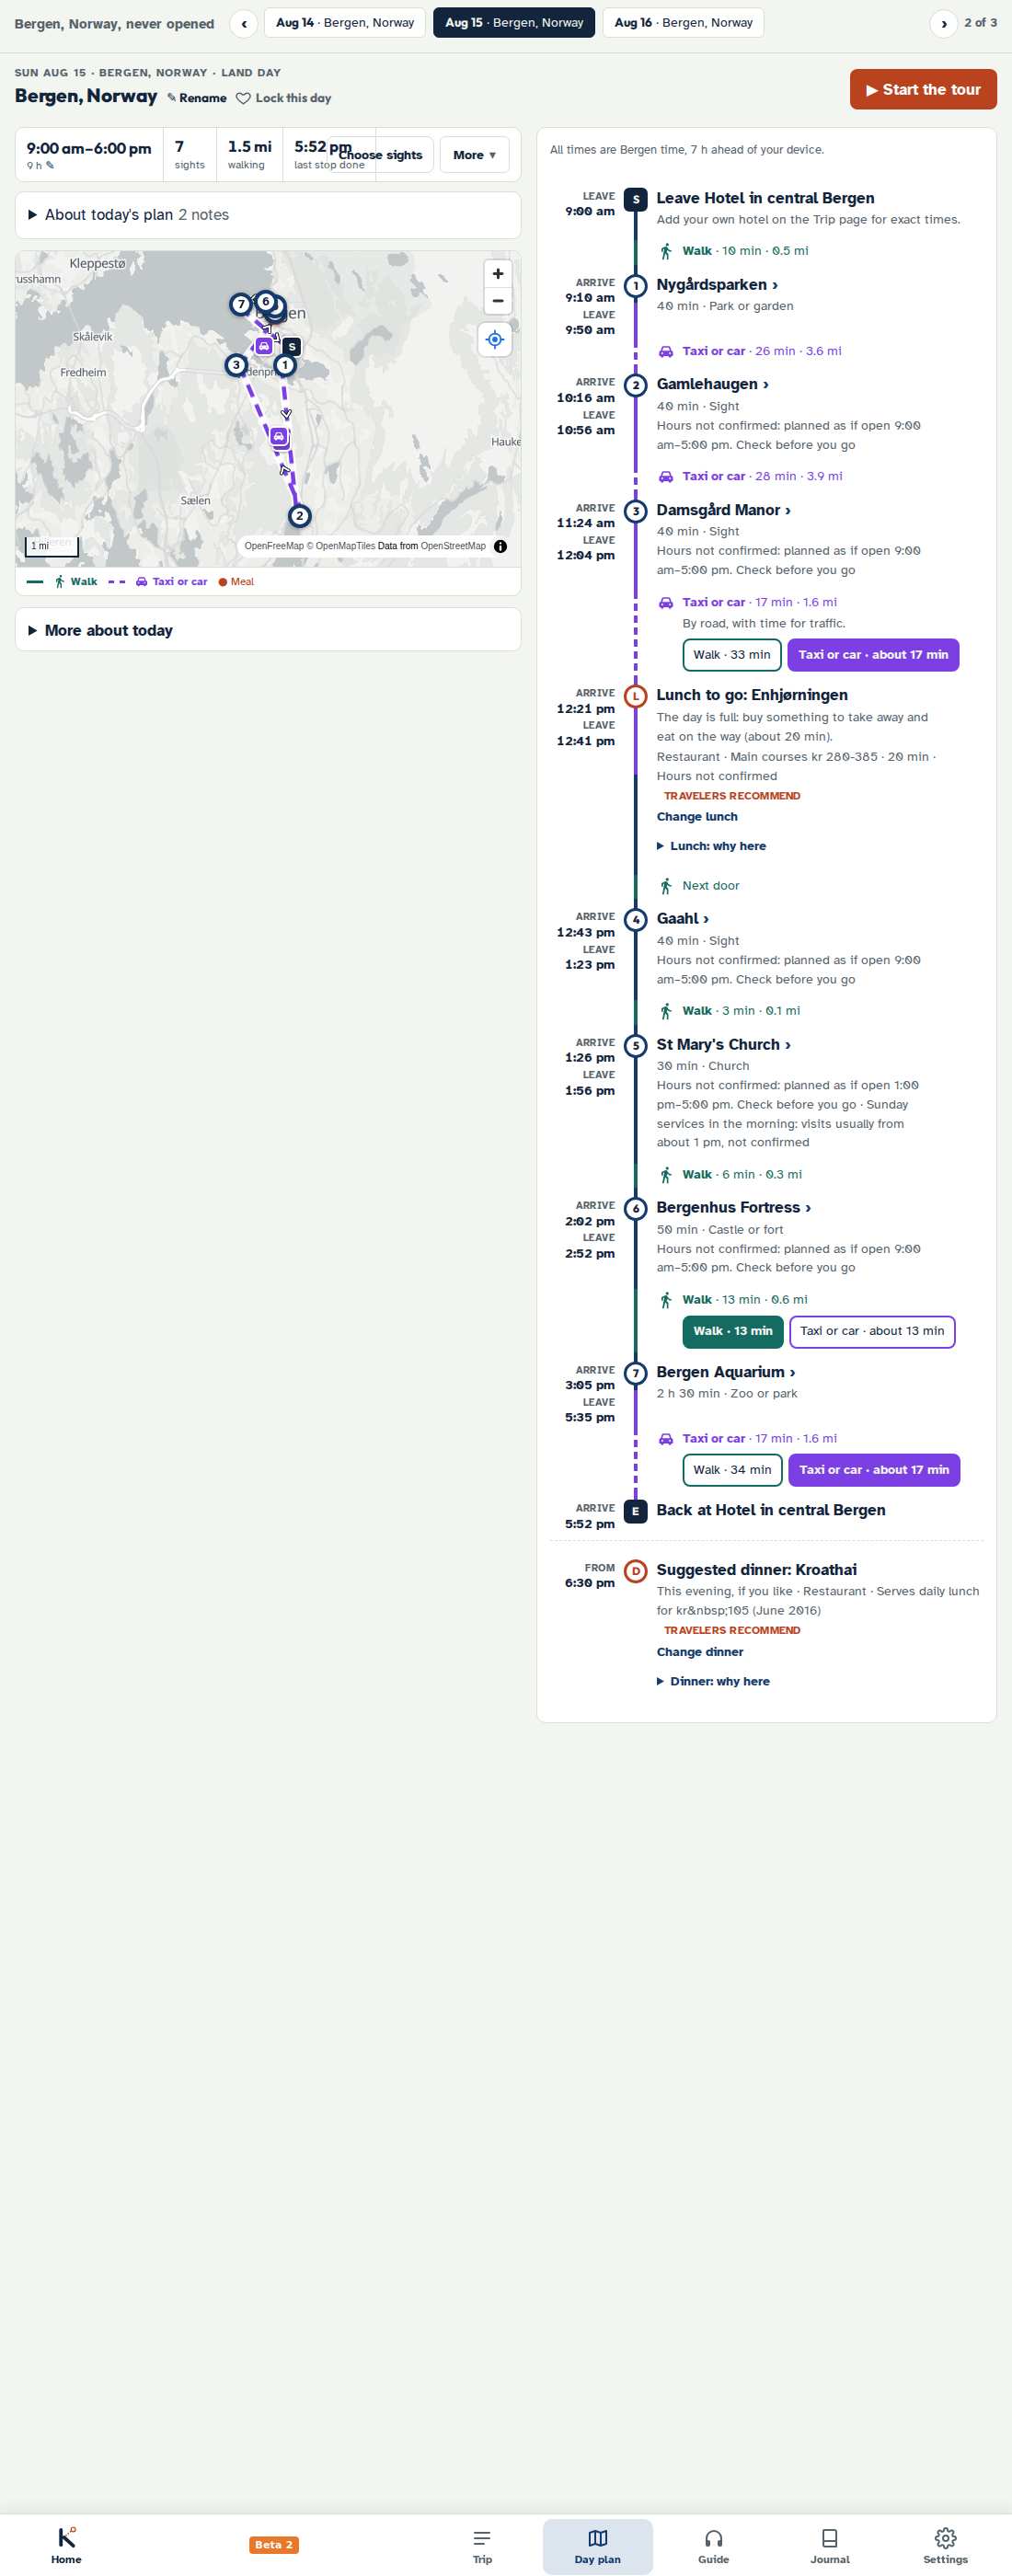 Bergen, Norway, never opened
‹
Aug 14 · Bergen, Norway
Aug 15 · Bergen, Norway
Aug 16 · Bergen, Norway
›
2 of 3
SUN AUG 15 · BERGEN, NORWAY · LAND DAY
Bergen, Norway
✎ Rename
Lock this day
▶ Start the tour
9:00 am–6:00 pm
9 h ✎
7
sights
1.5 mi
walking
5:52 pm
last stop done
Choose sights
More ▾
▶ About today's plan 2 notes
Kleppestø
russhamn
Skålevik
Fredheim
Sælen
Hauke
7
6
S
3
1
2
+
−
1 mi
OpenFreeMap © OpenMapTiles Data from OpenStreetMap
Walk
Taxi or car
Meal
▶ More about today
All times are Bergen time, 7 h ahead of your device.
LEAVE
9:00 am
S
Leave Hotel in central Bergen
Add your own hotel on the Trip page for exact times.
Walk · 10 min · 0.5 mi
ARRIVE
9:10 am
LEAVE
9:50 am
1
Nygårdsparken ›
40 min · Park or garden
Taxi or car · 26 min · 3.6 mi
ARRIVE
10:16 am
LEAVE
10:56 am
2
Gamlehaugen ›
40 min · Sight
Hours not confirmed: planned as if open 9:00
am–5:00 pm. Check before you go
Taxi or car · 28 min · 3.9 mi
ARRIVE
11:24 am
LEAVE
12:04 pm
3
Damsgård Manor ›
40 min · Sight
Hours not confirmed: planned as if open 9:00
am–5:00 pm. Check before you go
Taxi or car · 17 min · 1.6 mi
By road, with time for traffic.
Walk · 33 min
Taxi or car · about 17 min
ARRIVE
12:21 pm
LEAVE
12:41 pm
L
Lunch to go: Enhjørningen
The day is full: buy something to take away and
eat on the way (about 20 min).
Restaurant · Main courses kr 280-385 · 20 min ·
Hours not confirmed
TRAVELERS RECOMMEND
Change lunch
▶ Lunch: why here
Next door
ARRIVE
12:43 pm
LEAVE
1:23 pm
4
Gaahl ›
40 min · Sight
Hours not confirmed: planned as if open 9:00
am–5:00 pm. Check before you go
Walk · 3 min · 0.1 mi
ARRIVE
1:26 pm
LEAVE
1:56 pm
5
St Mary's Church ›
30 min · Church
Hours not confirmed: planned as if open 1:00
pm–5:00 pm. Check before you go · Sunday
services in the morning: visits usually from
about 1 pm, not confirmed
Walk · 6 min · 0.3 mi
ARRIVE
2:02 pm
LEAVE
2:52 pm
6
Bergenhus Fortress ›
50 min · Castle or fort
Hours not confirmed: planned as if open 9:00
am–5:00 pm. Check before you go
Walk · 13 min · 0.6 mi
Walk · 13 min
Taxi or car · about 13 min
ARRIVE
3:05 pm
LEAVE
5:35 pm
7
Bergen Aquarium ›
2 h 30 min · Zoo or park
Taxi or car · 17 min · 1.6 mi
Walk · 34 min
Taxi or car · about 17 min
ARRIVE
5:52 pm
E
Back at Hotel in central Bergen
FROM
6:30 pm
D
Suggested dinner: Kroathai
This evening, if you like · Restaurant · Serves daily lunch
for kr&nbsp;105 (June 2016)
TRAVELERS RECOMMEND
Change dinner
▶ Dinner: why here
Home
Beta 2
Trip
Day plan
Guide
Journal
Settings